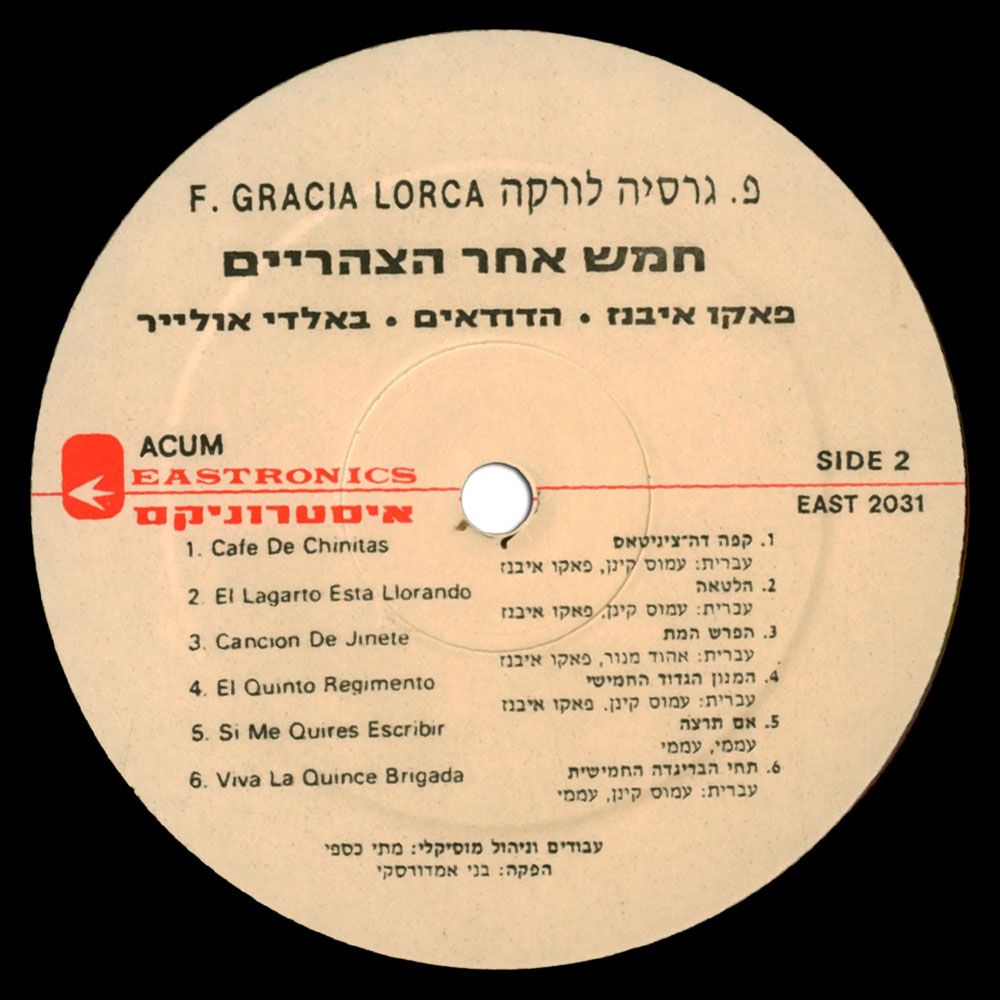 F. GRACIA LORCA פ. גרסיה לורקה
חמש אחר הצהריים
פאקו איבנז • הדודאים • באלדי אולייר
ACUM
EASTRONICS
איסטרוניקס
SIDE 2
EAST 2031
1. Cafe De Chinitas
2. El Lagarto Esta Llorando
3. Cancion De Jinete
4. El Quinto Regimento
5. Si Me Quires Escribir
6. Viva La Quince Brigada
1. קפה דה־ציניטאס
עברית: עמוס קינן, פאקו איבנז
2. הלטאה
עברית: עמוס קינן, פאקו איבנז
3. הפרש המת
עברית: אהוד מנור, פאקו איבנז
4. המנון הגדוד החמישי
עברית: עמוס קינן, פאקו איבנז
5. אם תרצה
עממי, עממי
6. תחי הבריגדה החמישית
עברית: עמוס קינן, עממי
עבודים וניהול מוסיקלי: מתי כספי
הפקה: בני אמדורסקי